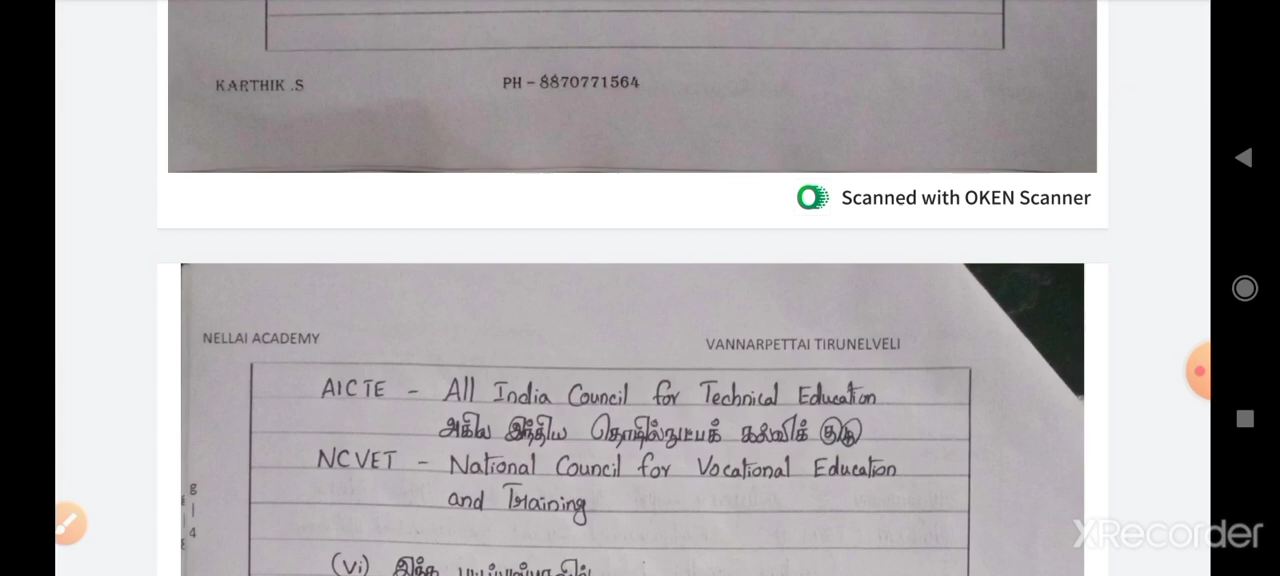 KARTHIK .S PH - 8870771564
Scanned with OKEN Scanner
NELLAI ACADEMY VANNARPETTAI TIRUNELVELI
AICTE - All India Council for Technical Education
அகில இந்திய தொழில்நுட்பக் கல்விக் குழு
NCVET - National Council for Vocational Education
and Training
(vi) இந்த
XRecorder